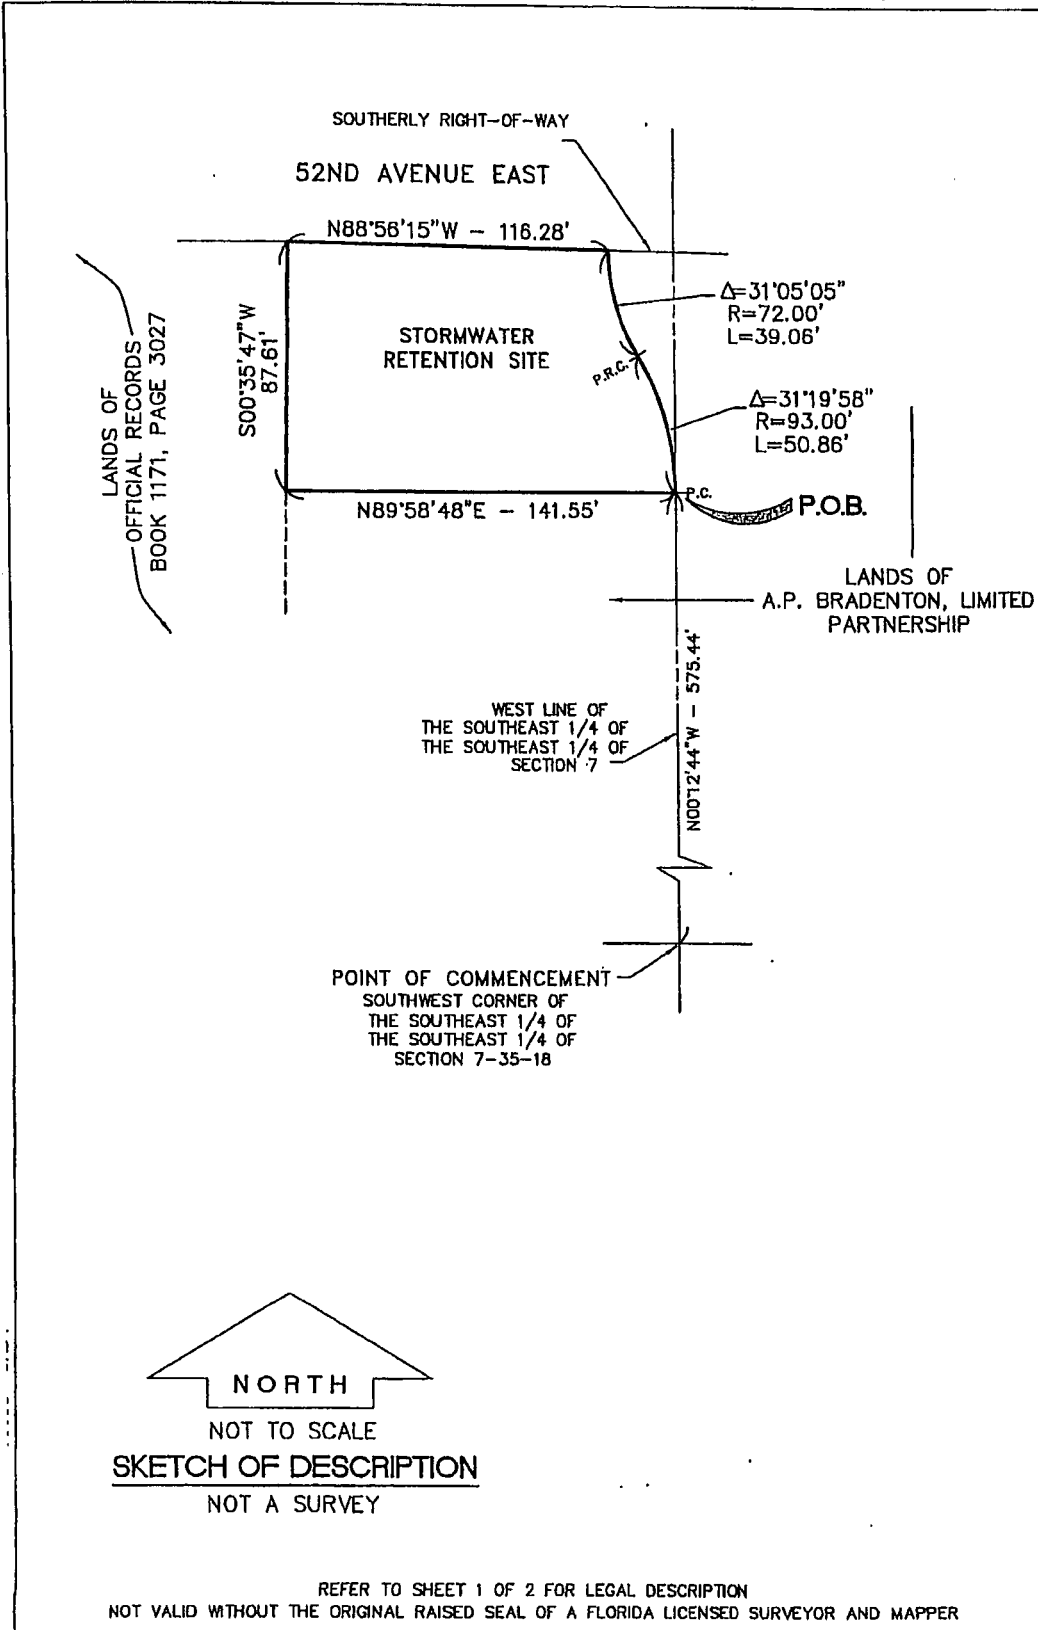 SOUTHERLY RIGHT-OF-WAY
52ND AVENUE EAST
N88°56'15"W - 116.28'
Δ=31°05'05"
R=72.00'
L=39.06'
STORMWATER
RETENTION SITE
P.R.C.
S00°35'47"W
87.61'
LANDS OF
OFFICIAL RECORDS
BOOK 1171, PAGE 3027
Δ=31°19'58"
R=93.00'
L=50.86'
P.C.
P.O.B.
N89°58'48"E - 141.55'
LANDS OF
A.P. BRADENTON, LIMITED
PARTNERSHIP
N00°12'44"W - 575.44'
WEST LINE OF
THE SOUTHEAST 1/4 OF
THE SOUTHEAST 1/4 OF
SECTION 7
POINT OF COMMENCEMENT
SOUTHWEST CORNER OF
THE SOUTHEAST 1/4 OF
THE SOUTHEAST 1/4 OF
SECTION 7-35-18
NORTH
NOT TO SCALE
SKETCH OF DESCRIPTION
NOT A SURVEY
REFER TO SHEET 1 OF 2 FOR LEGAL DESCRIPTION
NOT VALID WITHOUT THE ORIGINAL RAISED SEAL OF A FLORIDA LICENSED SURVEYOR AND MAPPER